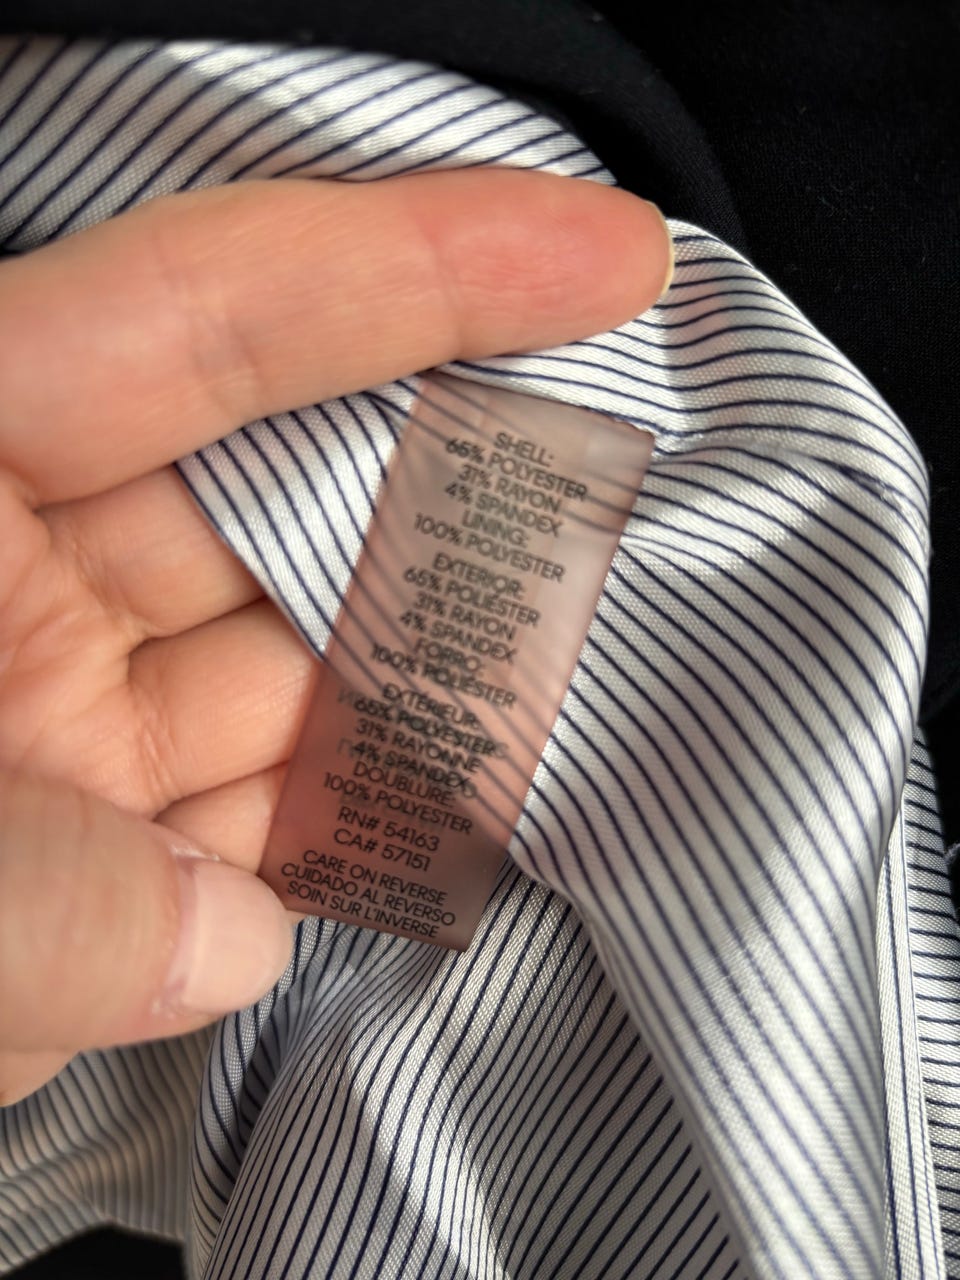 SHELL:
65% POLYESTER
31% RAYON
4% SPANDEX
LINING:
100% POLYESTER
EXTERIOR:
65% POLIÉSTER
31% RAYON
4% SPANDEX
FORRO:
100% POLIÉSTER
EXTÉRIEUR:
65% POLYESTER
31% RAYONNE
4% SPANDEX
DOUBLURE:
100% POLYESTER
RN# 54163
CA# 57151
CARE ON REVERSE
CUIDADO AL REVERSO
SOIN SUR L'INVERSE